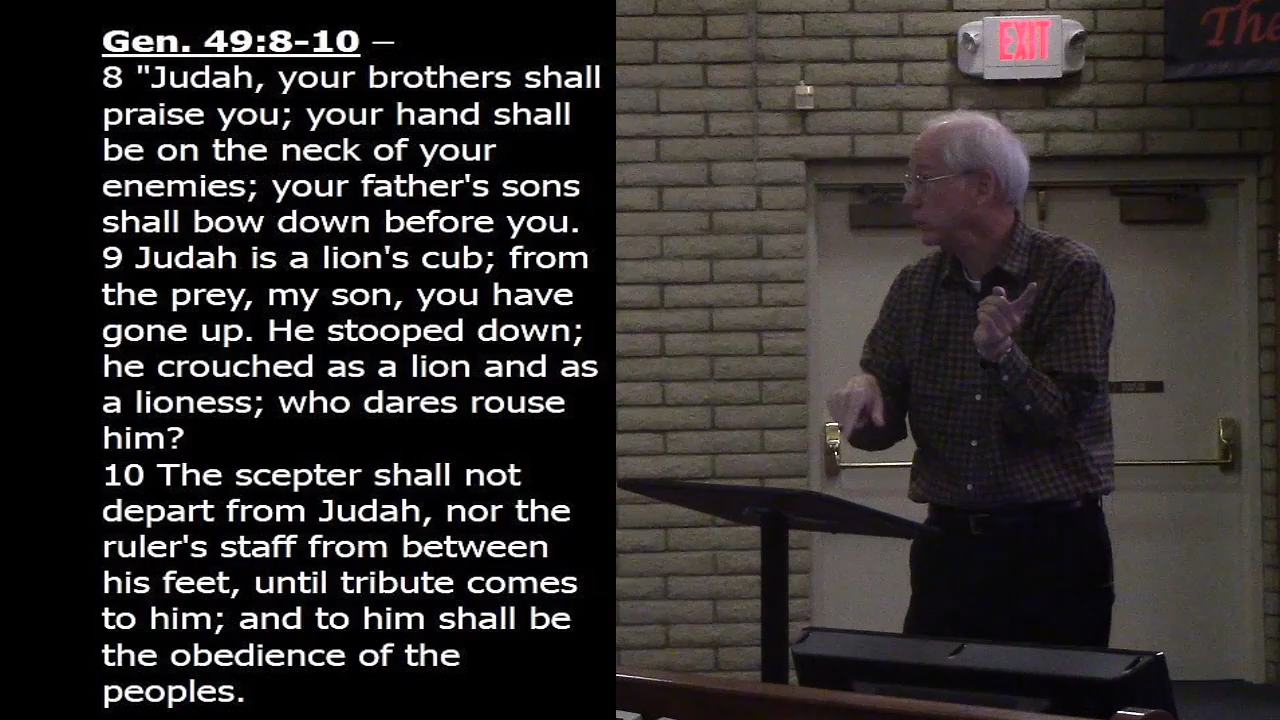 Gen. 49:8-10 –
8 "Judah, your brothers shall
praise you; your hand shall
be on the neck of your
enemies; your father's sons
shall bow down before you.
9 Judah is a lion's cub; from
the prey, my son, you have
gone up. He stooped down;
he crouched as a lion and as
a lioness; who dares rouse
him?
10 The scepter shall not
depart from Judah, nor the
ruler's staff from between
his feet, until tribute comes
to him; and to him shall be
the obedience of the
peoples.
EXIT
The